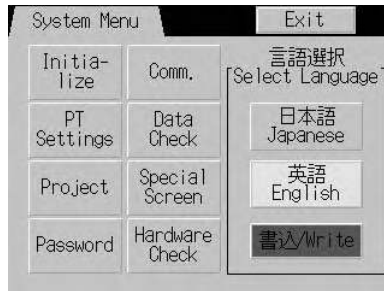 System Menu
Exit
Initia-
lize
Comm.
PT
Settings
Data
Check
Project
Special
Screen
Password
Hardware
Check
言語選択
Select Language
日本語
Japanese
英語
English
書込/Write